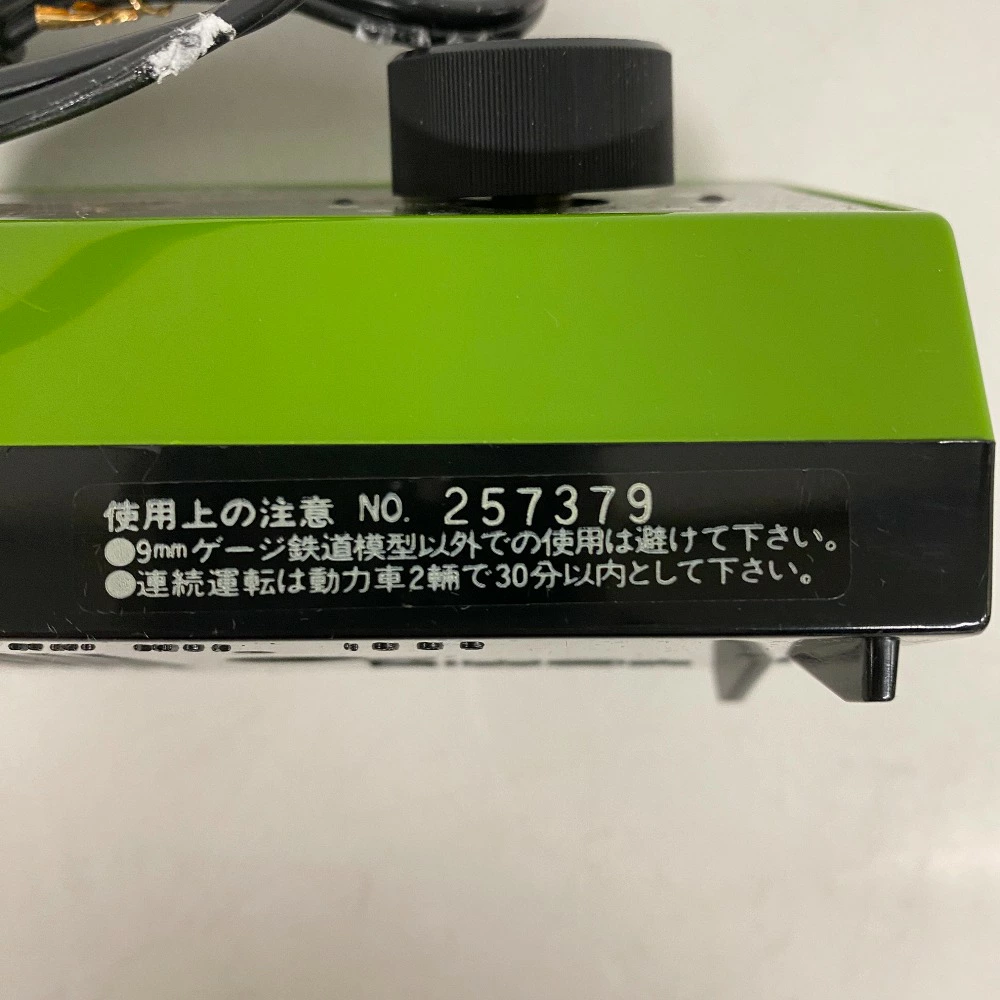 使用上の注意 NO. 257379
●9mmゲージ鉄道模型以外での使用は避けて下さい。
●連続運転は動力車2輛で30分以内として下さい。